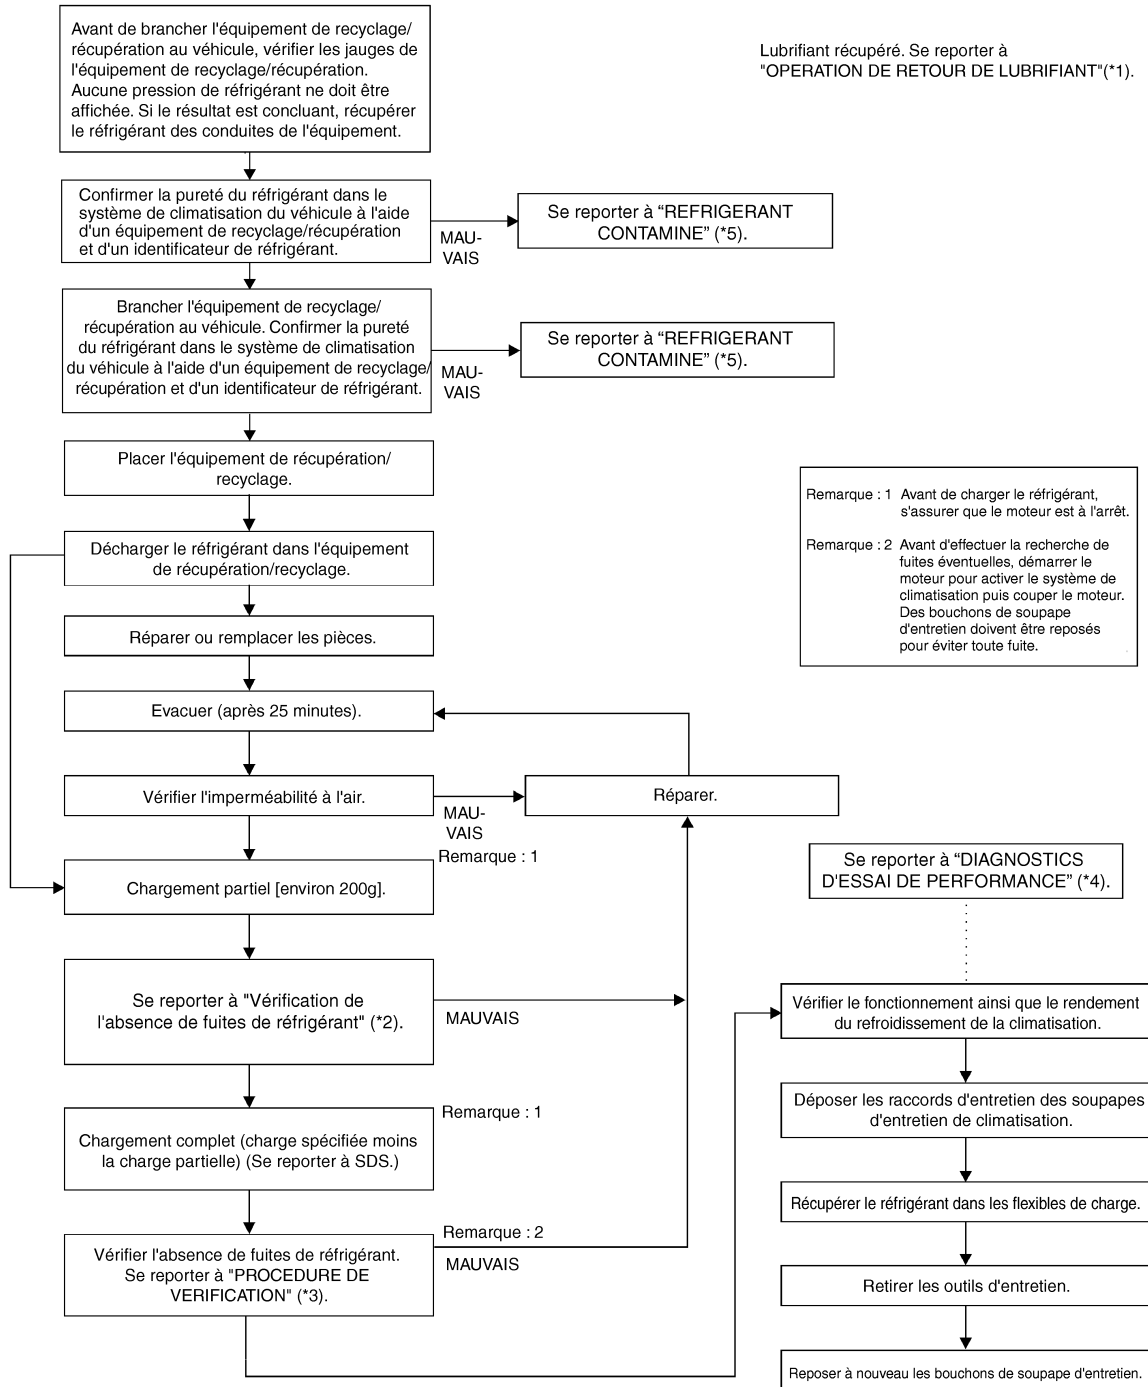 Avant de brancher l'équipement de recyclage/
récupération au véhicule, vérifier les jauges de
l'équipement de recyclage/récupération.
Aucune pression de réfrigérant ne doit être
affichée. Si le résultat est concluant, récupérer
le réfrigérant des conduites de l'équipement.
Lubrifiant récupéré. Se reporter à
"OPERATION DE RETOUR DE LUBRIFIANT"(*1).
Confirmer la pureté du réfrigérant dans le
système de climatisation du véhicule à l'aide
d'un équipement de recyclage/récupération
et d'un identificateur de réfrigérant.
MAU-
VAIS
Se reporter à “REFRIGERANT
CONTAMINE” (*5).
Brancher l'équipement de recyclage/
récupération au véhicule. Confirmer la pureté
du réfrigérant dans le système de climatisation
du véhicule à l'aide d'un équipement de recyclage/
récupération et d'un identificateur de réfrigérant.
MAU-
VAIS
Se reporter à “REFRIGERANT
CONTAMINE” (*5).
Placer l'équipement de récupération/
recyclage.
Remarque : 1 Avant de charger le réfrigérant,
s'assurer que le moteur est à l'arrêt.
Remarque : 2 Avant d'effectuer la recherche de
fuites éventuelles, démarrer le
moteur pour activer le système de
climatisation puis couper le moteur.
Des bouchons de soupape
d'entretien doivent être reposés
pour éviter toute fuite.
Décharger le réfrigérant dans l'équipement
de récupération/recyclage.
Réparer ou remplacer les pièces.
Evacuer (après 25 minutes).
Vérifier l'imperméabilité à l'air.
MAU-
VAIS
Réparer.
Remarque : 1
Chargement partiel [environ 200g].
Se reporter à “DIAGNOSTICS
D'ESSAI DE PERFORMANCE” (*4).
Se reporter à "Vérification de
l'absence de fuites de réfrigérant" (*2).
MAUVAIS
Remarque : 1
Chargement complet (charge spécifiée moins
la charge partielle) (Se reporter à SDS.)
Remarque : 2
Vérifier l'absence de fuites de réfrigérant.
Se reporter à "PROCEDURE DE
VERIFICATION" (*3).
MAUVAIS
Vérifier le fonctionnement ainsi que le rendement
du refroidissement de la climatisation.
Déposer les raccords d'entretien des soupapes
d'entretien de climatisation.
Récupérer le réfrigérant dans les flexibles de charge.
Retirer les outils d'entretien.
Reposer à nouveau les bouchons de soupape d'entretien.